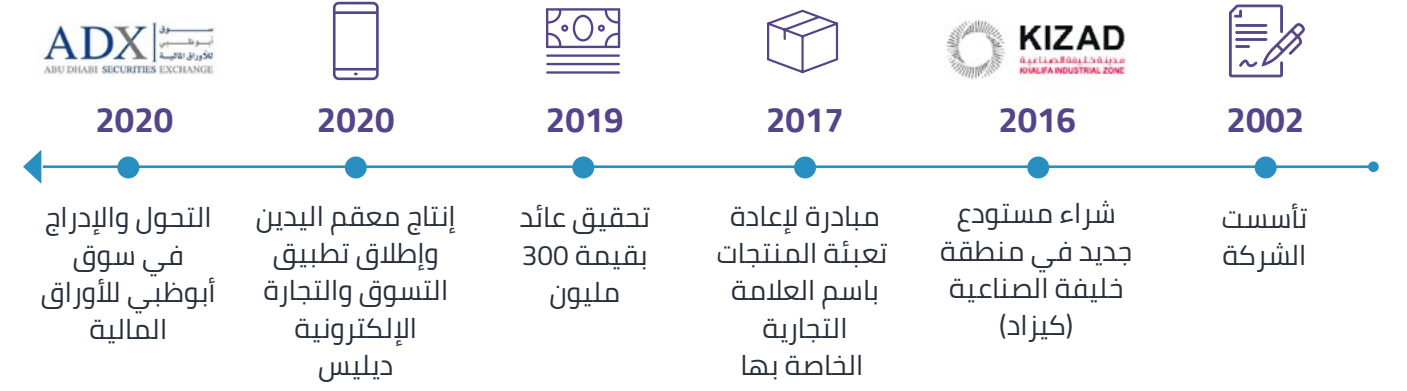 2002
تأسست
الشركة
KIZAD
مدينة خليفة الصناعية
KHALIFA INDUSTRIAL ZONE
2016
شراء مستودع
جديد في منطقة
خليفة الصناعية
(كيزاد)
2017
مبادرة لإعادة
تعبئة المنتجات
باسم العلامة
التجارية
الخاصة بها
2019
تحقيق عائد
بقيمة 300
مليون
2020
إنتاج معقم اليدين
وإطلاق تطبيق
التسوق والتجارة
الإلكترونية
ديليس
ADX
سوق
أبوظبي
للأوراق المالية
ABU DHABI SECURITIES EXCHANGE
2020
التحول والإدراج
في سوق
أبوظبي للأوراق
المالية